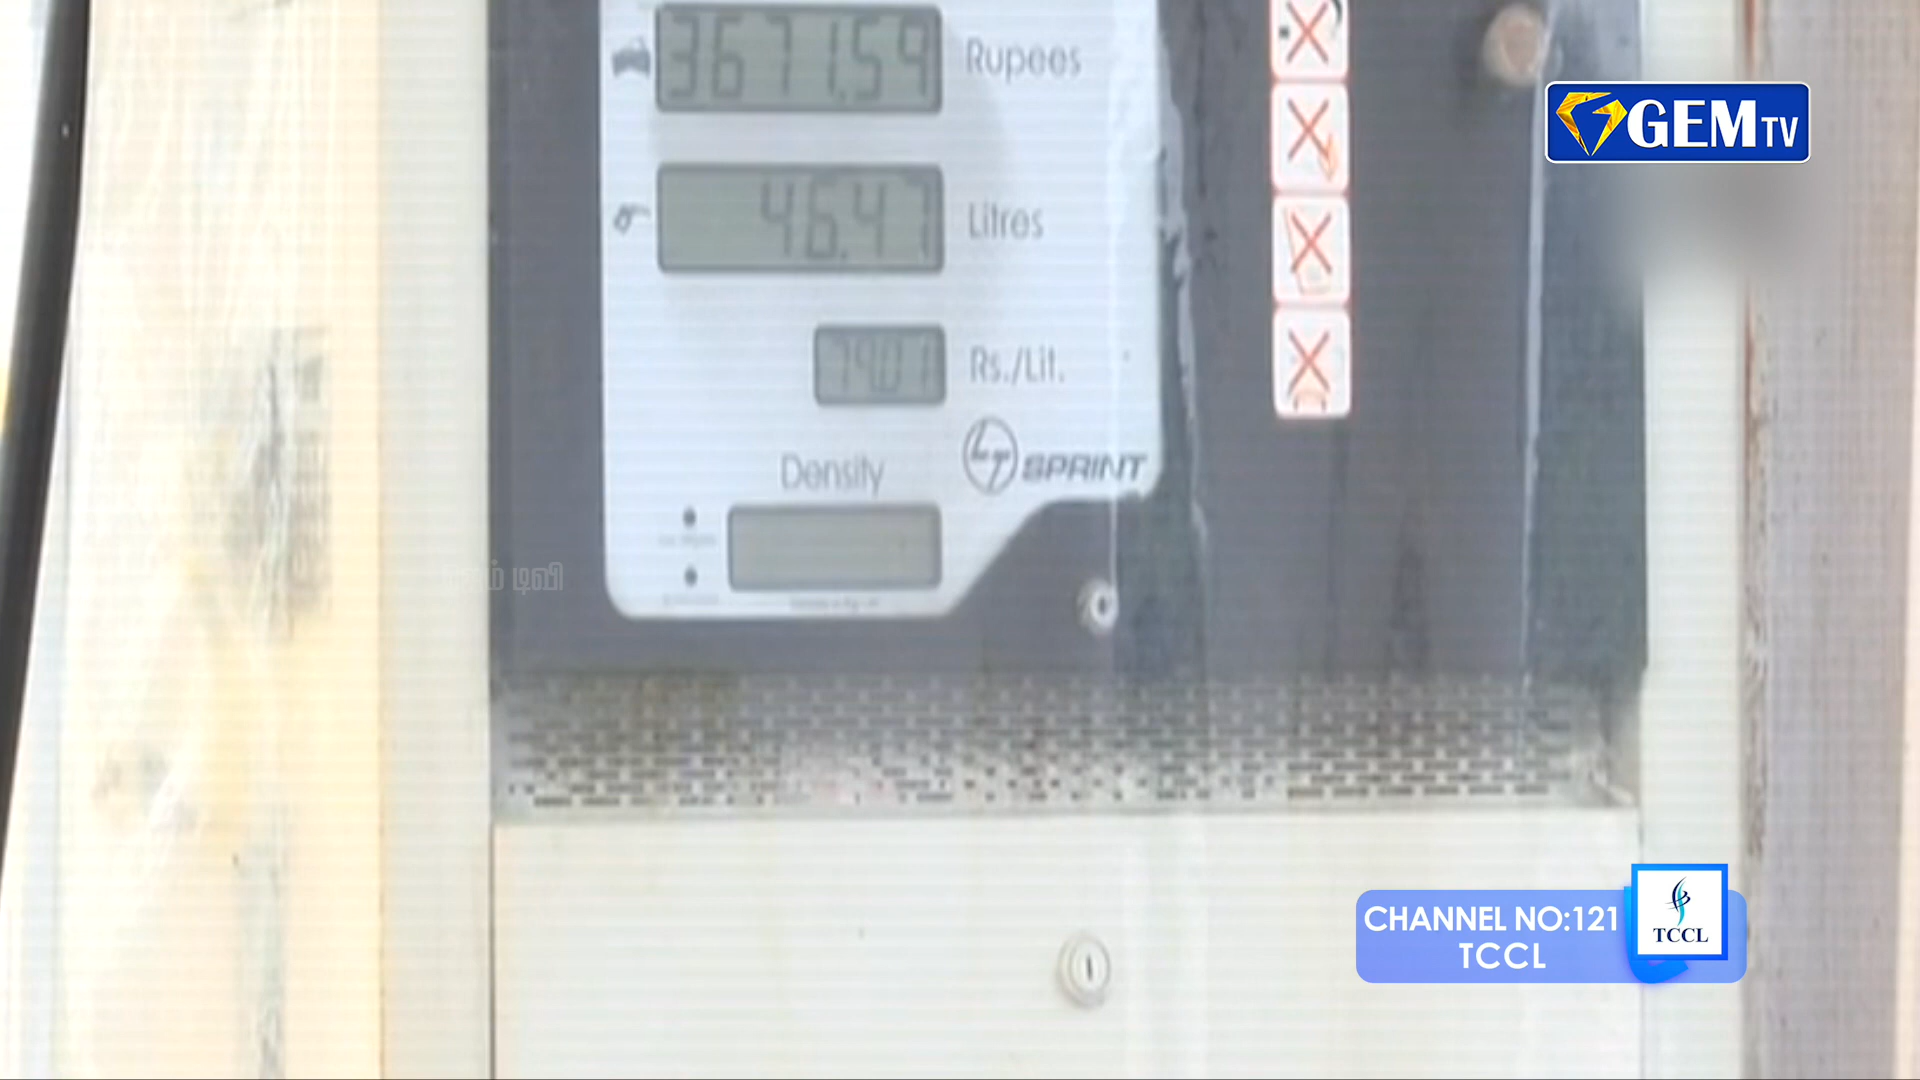 3671.59 Rupees
GEM TV
46.47 Litres
79.01 Rs./Lit.
LT SPRINT
Density
டிவி
CHANNEL NO:121
TCCL
TCCL